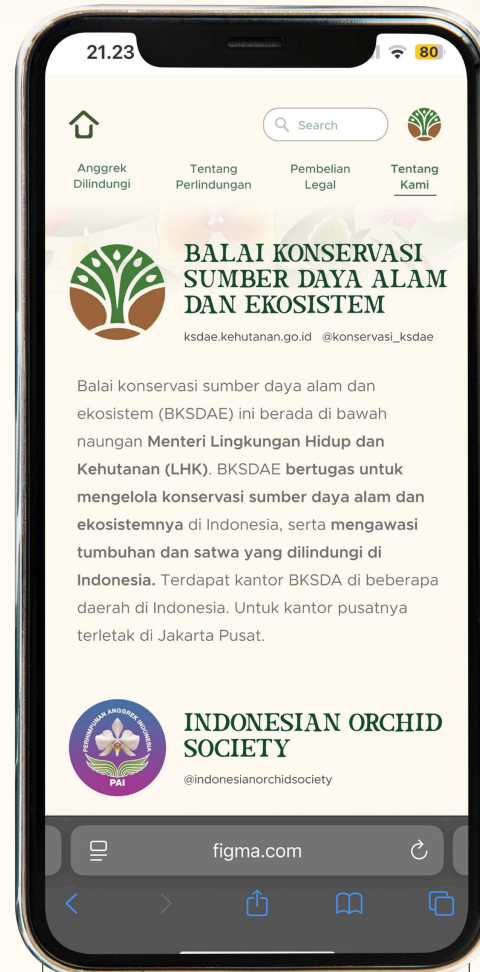 21.23
80
Search
Anggrek
Dilindungi
Tentang
Perlindungan
Pembelian
Legal
Tentang
Kami
BALAI KONSERVASI
SUMBER DAYA ALAM
DAN EKOSISTEM
ksdae.kehutanan.go.id @konservasi_ksdae
Balai konservasi sumber daya alam dan
ekosistem (BKSDAE) ini berada di bawah
naungan Menteri Lingkungan Hidup dan
Kehutanan (LHK). BKSDAE bertugas untuk
mengelola konservasi sumber daya alam dan
ekosistemnya di Indonesia, serta mengawasi
tumbuhan dan satwa yang dilindungi di
Indonesia. Terdapat kantor BKSDA di beberapa
daerah di Indonesia. Untuk kantor pusatnya
terletak di Jakarta Pusat.
PERHIMPUNAN ANGGREK INDONESIA
PAI
INDONESIAN ORCHID
SOCIETY
@indonesianorchidsociety
figma.com